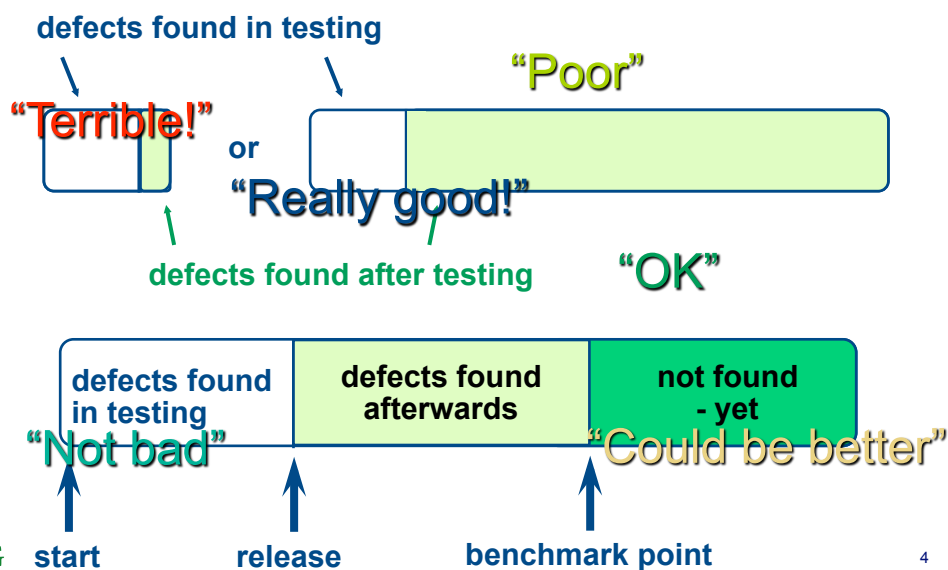 defects found in testing
“Poor”
“Terrible!”
or
“Really good!”
defects found after testing
“OK”
defects found
in testing
defects found
afterwards
not found
- yet
“Not bad”
“Could be better”
start
release
benchmark point
4